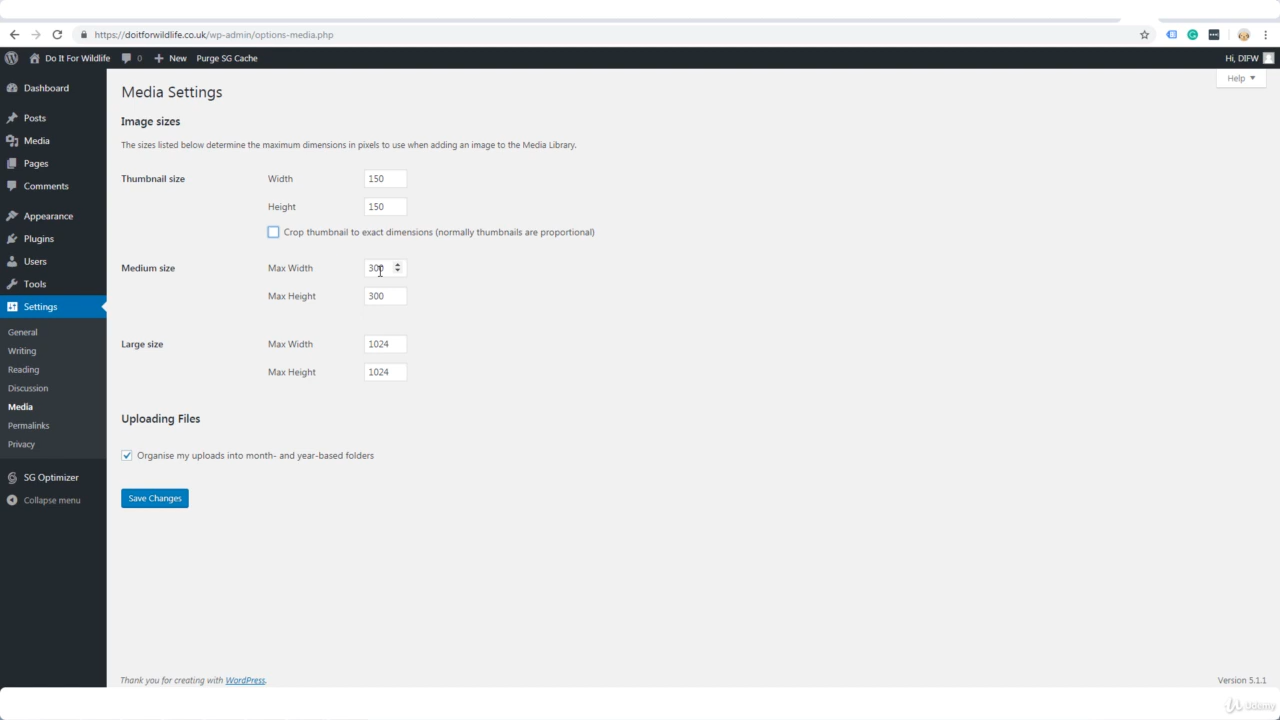 https://doitforwildlife.co.uk/wp-admin/options-media.php
Do It For Wildlife 0 New Purge SG Cache Hi, DIFW
Help
Dashboard
Posts
Media
Pages
Comments
Appearance
Plugins
Users
Tools
Settings
General
Writing
Reading
Discussion
Media
Permalinks
Privacy
SG Optimizer
Collapse menu
Media Settings
Image sizes
The sizes listed below determine the maximum dimensions in pixels to use when adding an image to the Media Library.
Thumbnail size Width 150
Height 150
Crop thumbnail to exact dimensions (normally thumbnails are proportional)
Medium size Max Width 300
Max Height 300
Large size Max Width 1024
Max Height 1024
Uploading Files
Organise my uploads into month- and year-based folders
Save Changes
Thank you for creating with WordPress. Version 5.1.1
Udemy